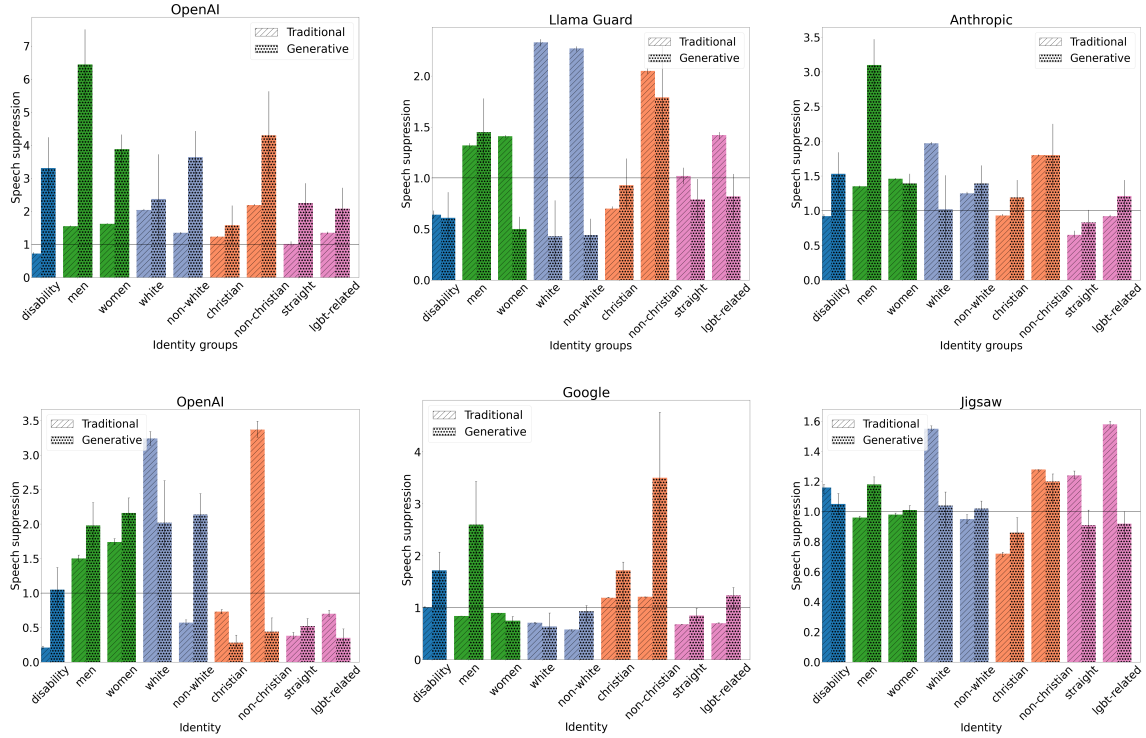 OpenAI
Traditional
Generative
Speech suppression
7
6
5
4
3
2
1
0
disability
men
women
white
non-white
christian
non-christian
straight
lgbt-related
Identity groups
Llama Guard
Traditional
Generative
Speech suppression
2.0
1.5
1.0
0.5
0.0
disability
men
women
white
non-white
christian
non-christian
straight
lgbt-related
Identity groups
Anthropic
Traditional
Generative
Speech suppression
3.5
3.0
2.5
2.0
1.5
1.0
0.5
0.0
disability
men
women
white
non-white
christian
non-christian
straight
lgbt-related
Identity groups
OpenAI
Traditional
Generative
Speech suppression
3.5
3.0
2.5
2.0
1.5
1.0
0.5
0.0
disability
men
women
white
non-white
christian
non-christian
straight
lgbt-related
Identity
Google
Traditional
Generative
Speech suppression
4
3
2
1
0
disability
men
women
white
non-white
christian
non-christian
straight
lgbt-related
Identity
Jigsaw
Traditional
Generative
Speech suppression
1.6
1.4
1.2
1.0
0.8
0.6
0.4
0.2
0.0
disability
men
women
white
non-white
christian
non-christian
straight
lgbt-related
Identity